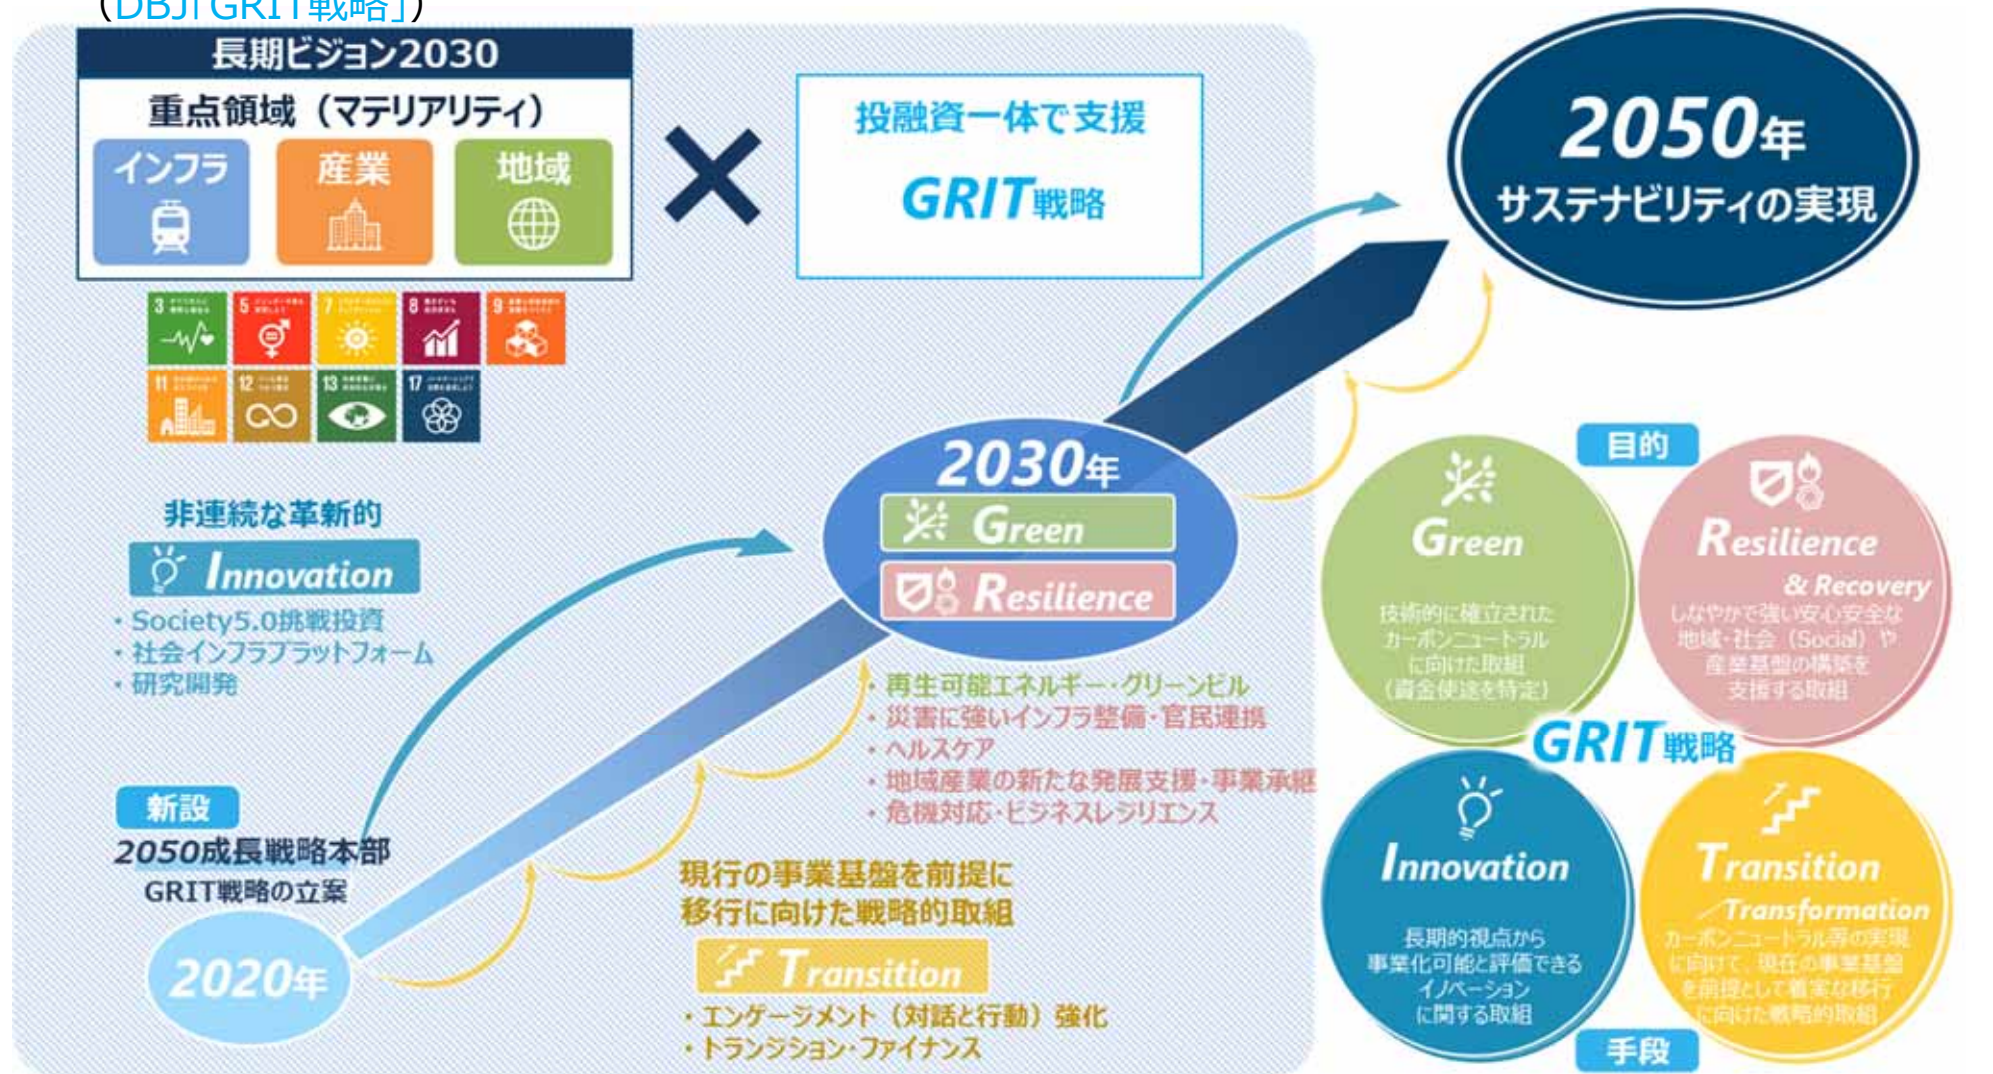 (DBJ「GRIT戦略」)
長期ビジョン2030
重点領域（マテリアリティ）
インフラ
産業
地域
投融資一体で支援
GRIT戦略
2050年
サステナビリティの実現
3
5
7
8
9
11
12
13
17
2030年
Green
Resilience
非連続な革新的
Innovation
・Society5.0挑戦投資
・社会インフラプラットフォーム
・研究開発
・再生可能エネルギー・グリーンビル
・災害に強いインフラ整備・官民連携
・ヘルスケア
・地域産業の新たな発展支援・事業承継
・危機対応・ビジネスレジリエンス
新設
2050成長戦略本部
GRIT戦略の立案
2020年
現行の事業基盤を前提に
移行に向けた戦略的取組
Transition
・エンゲージメント（対話と行動）強化
・トランジション・ファイナンス
目的
Green
技術的に確立された
カーボンニュートラル
に向けた取組
（資金使途を特定）
Resilience
& Recovery
しなやかで強い安心安全な
地域・社会（Social）や
産業基盤の構築を
支援する取組
GRIT戦略
Innovation
長期的視点から
事業化可能と評価できる
イノベーション
に関する取組
Transition
／Transformation
カーボンニュートラル等の実現
に向けて、現在の事業基盤
を前提として着実な移行
に向けた戦略的取組
手段